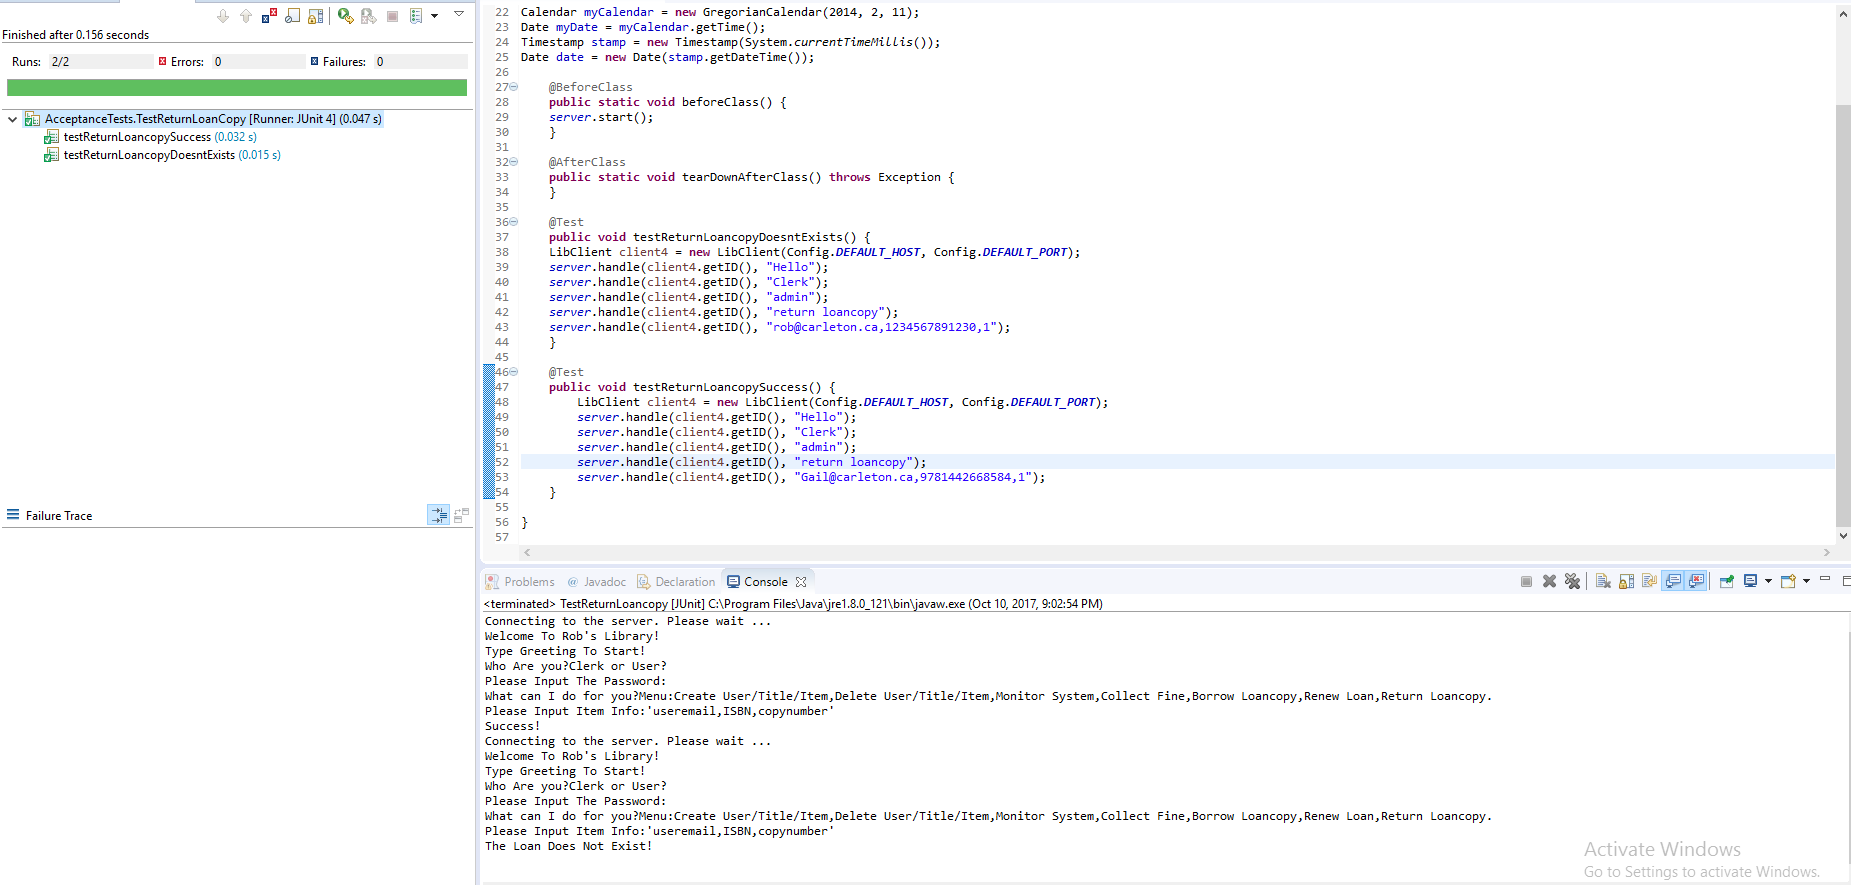 Finished after 0.156 seconds
Runs: 2/2 Errors: 0 Failures: 0
AcceptanceTests.TestReturnLoanCopy [Runner: JUnit 4] (0.047 s)
testReturnLoancopySuccess (0.032 s)
testReturnLoancopyDoesntExists (0.015 s)
Failure Trace
22 Calendar myCalendar = new GregorianCalendar(2014, 2, 11);
23 Date myDate = myCalendar.getTime();
24 Timestamp stamp = new Timestamp(System.currentTimeMillis());
25 Date date = new Date(stamp.getDateTime());
26
27 @BeforeClass
28 public static void beforeClass() {
29 server.start();
30 }
31
32 @AfterClass
33 public static void tearDownAfterClass() throws Exception {
34 }
35
36 @Test
37 public void testReturnLoancopyDoesntExists() {
38 LibClient client4 = new LibClient(Config.DEFAULT_HOST, Config.DEFAULT_PORT);
39 server.handle(client4.getID(), "Hello");
40 server.handle(client4.getID(), "Clerk");
41 server.handle(client4.getID(), "admin");
42 server.handle(client4.getID(), "return loancopy");
43 server.handle(client4.getID(), "rob@carleton.ca,1234567891230,1");
44 }
45
46 @Test
47 public void testReturnLoancopySuccess() {
48 LibClient client4 = new LibClient(Config.DEFAULT_HOST, Config.DEFAULT_PORT);
49 server.handle(client4.getID(), "Hello");
50 server.handle(client4.getID(), "Clerk");
51 server.handle(client4.getID(), "admin");
52 server.handle(client4.getID(), "return loancopy");
53 server.handle(client4.getID(), "Gail@carleton.ca,9781442668584,1");
54 }
55
56 }
57
Problems @ Javadoc Declaration Console
<terminated> TestReturnLoancopy [JUnit] C:\Program Files\Java\jre1.8.0_121\bin\javaw.exe (Oct 10, 2017, 9:02:54 PM)
Connecting to the server. Please wait ...
Welcome To Rob's Library!
Type Greeting To Start!
Who Are you?Clerk or User?
Please Input The Password:
What can I do for you?Menu:Create User/Title/Item,Delete User/Title/Item,Monitor System,Collect Fine,Borrow Loancopy,Renew Loan,Return Loancopy.
Please Input Item Info:'useremail,ISBN,copynumber'
Success!
Connecting to the server. Please wait ...
Welcome To Rob's Library!
Type Greeting To Start!
Who Are you?Clerk or User?
Please Input The Password:
What can I do for you?Menu:Create User/Title/Item,Delete User/Title/Item,Monitor System,Collect Fine,Borrow Loancopy,Renew Loan,Return Loancopy.
Please Input Item Info:'useremail,ISBN,copynumber'
The Loan Does Not Exist!
Activate Windows
Go to Settings to activate Windows.